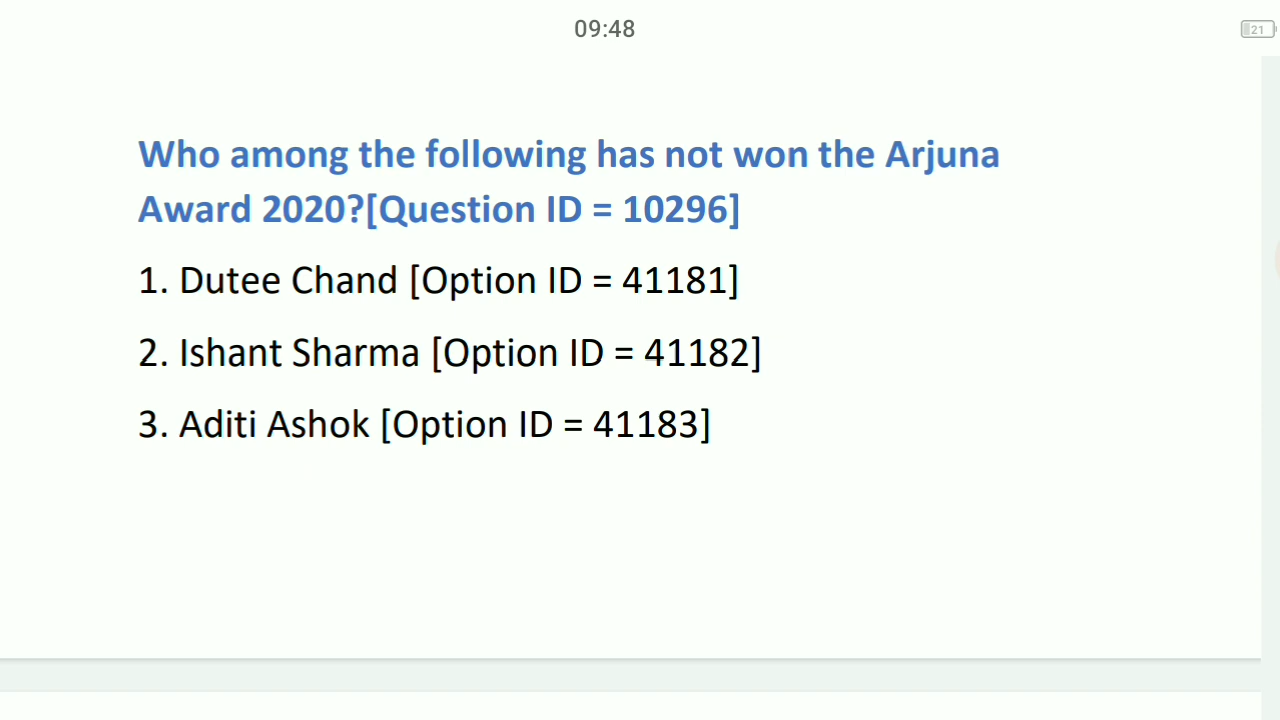 09:48
21
Who among the following has not won the Arjuna
Award 2020?[Question ID = 10296]
1. Dutee Chand [Option ID = 41181]
2. Ishant Sharma [Option ID = 41182]
3. Aditi Ashok [Option ID = 41183]